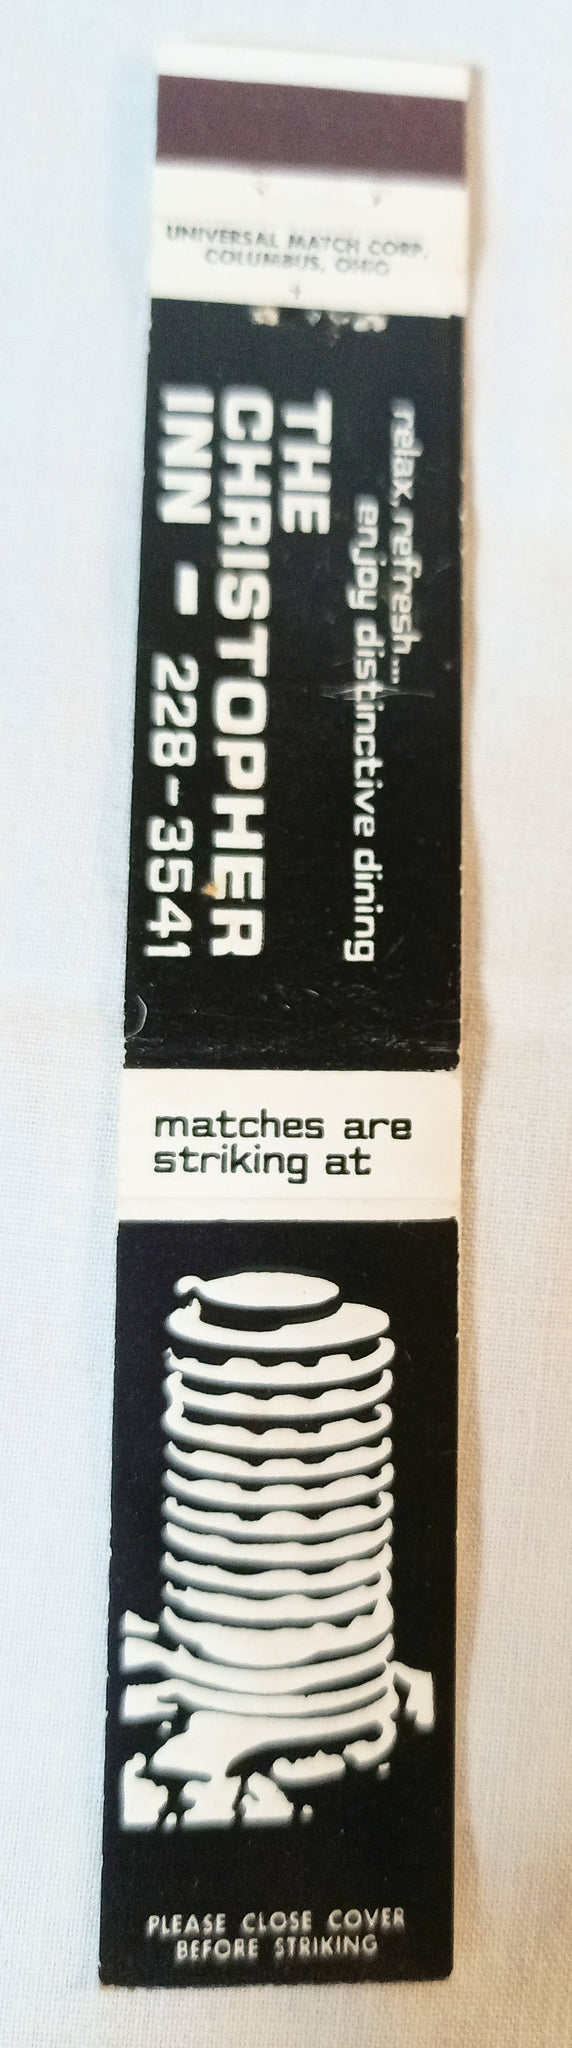 UNIVERSAL MATCH CORP.
COLUMBUS, OHIO
relax, refresh...
enjoy distinctive dining
THE
CHRISTOPHER
INN - 228-3541
matches are
striking at
PLEASE CLOSE COVER
BEFORE STRIKING